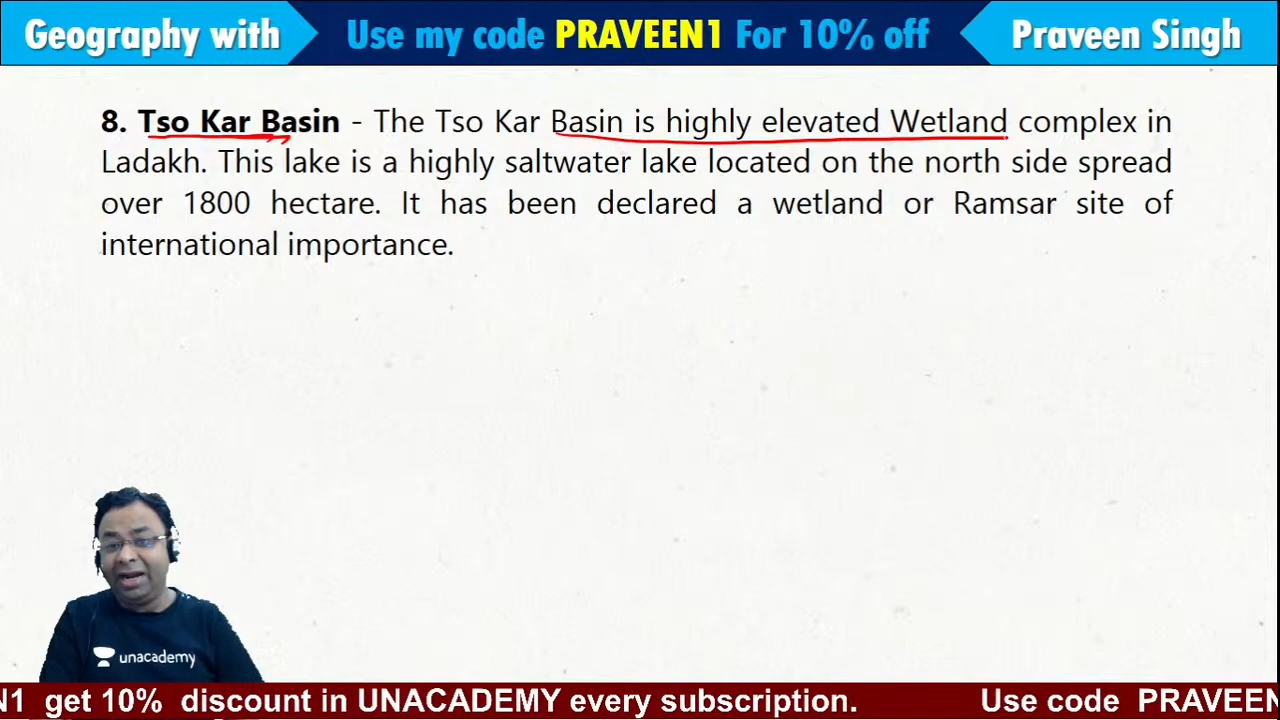 Geography with
Use my code PRAVEEN1 For 10% off
Praveen Singh
8. Tso Kar Basin - The Tso Kar Basin is highly elevated Wetland complex in
Ladakh. This lake is a highly saltwater lake located on the north side spread
over 1800 hectare. It has been declared a wetland or Ramsar site of
international importance.
unacademy
N1 get 10% discount in UNACADEMY every subscription. Use code PRAVEEN